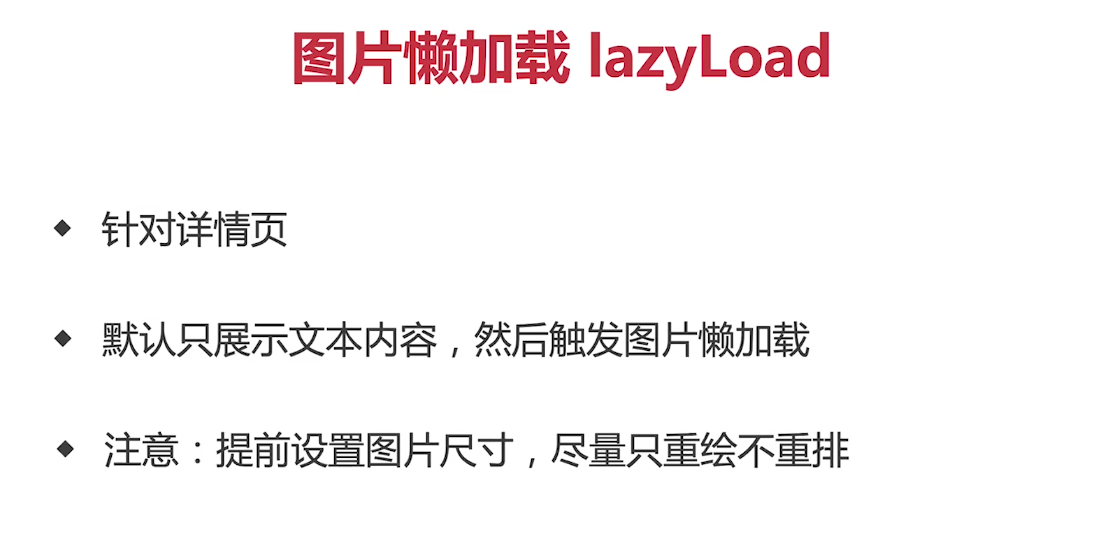 图片懒加载 lazyLoad
◆ 针对详情页
◆ 默认只展示文本内容，然后触发图片懒加载
◆ 注意：提前设置图片尺寸，尽量只重绘不重排